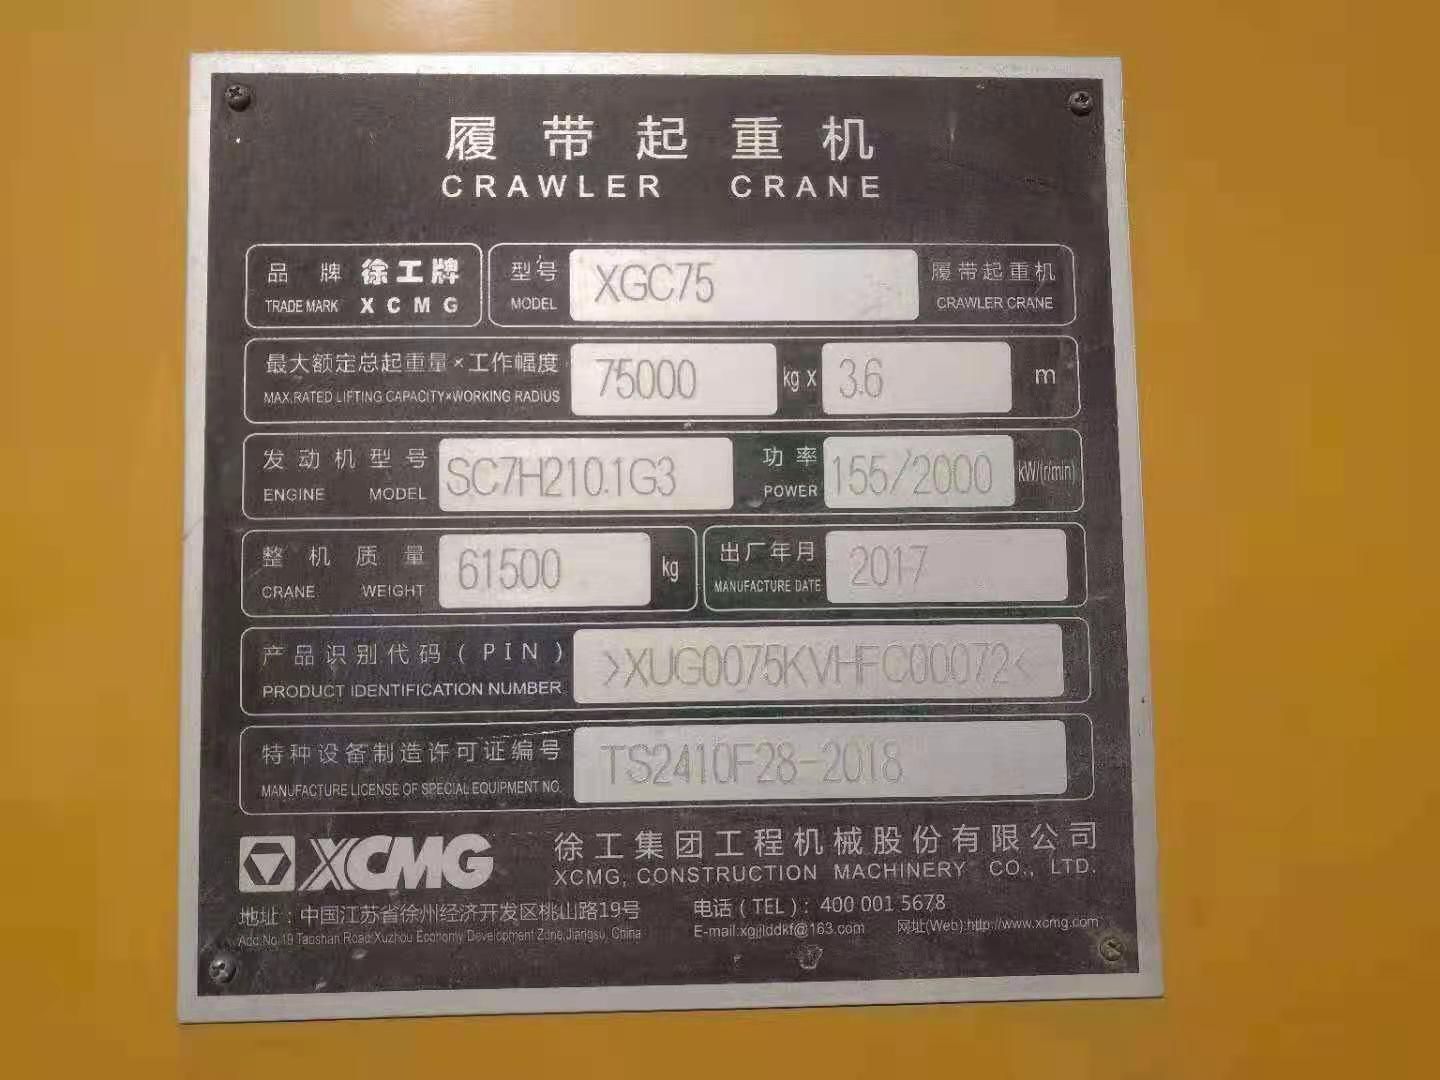 履带起重机
CRAWLER CRANE
品牌 徐工牌 型号 XGC75 履带起重机
TRADE MARK XCMG MODEL CRAWLER CRANE
最大额定总起重量×工作幅度 75000 kg x 3.6 m
MAX.RATED LIFTING CAPACITY×WORKING RADIUS
发动机型号 SC7H210.1G3 功率 155/2000 kW/(r/min)
ENGINE MODEL POWER
整机质量 61500 kg 出厂年月 2017
CRANE WEIGHT MANUFACTURE DATE
产品识别代码(PIN) >XUG0075KVHFC00072<
PRODUCT IDENTIFICATION NUMBER
特种设备制造许可证编号 TS2410F28-2018
MANUFACTURE LICENSE OF SPECIAL EQUIPMENT NO.
XCMG 徐工集团工程机械股份有限公司
XCMG, CONSTRUCTION MACHINERY CO., LTD.
地址：中国江苏省徐州经济开发区桃山路19号 电话(TEL)：400 001 5678
Add:No.19 Taoshan Road Xuzhou Economy Development Zone,Jiangsu, China E-mail:xgjjlddkf@163.com 网址(Web):http://www.xcmg.com